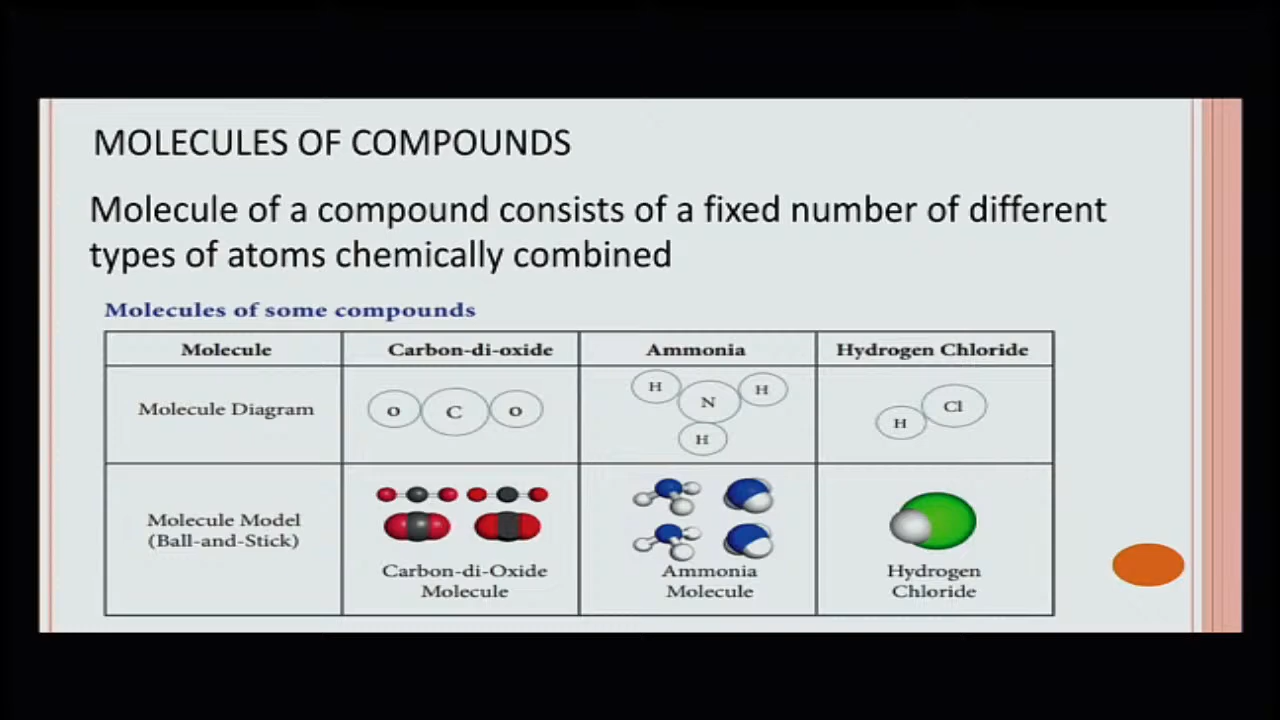 MOLECULES OF COMPOUNDS
Molecule of a compound consists of a fixed number of different
types of atoms chemically combined
Molecules of some compounds
Molecule Carbon-di-oxide Ammonia Hydrogen Chloride
Molecule Diagram
o C o
H N H
H
H Cl
Molecule Model
(Ball-and-Stick)
Carbon-di-Oxide
Molecule
Ammonia
Molecule
Hydrogen
Chloride